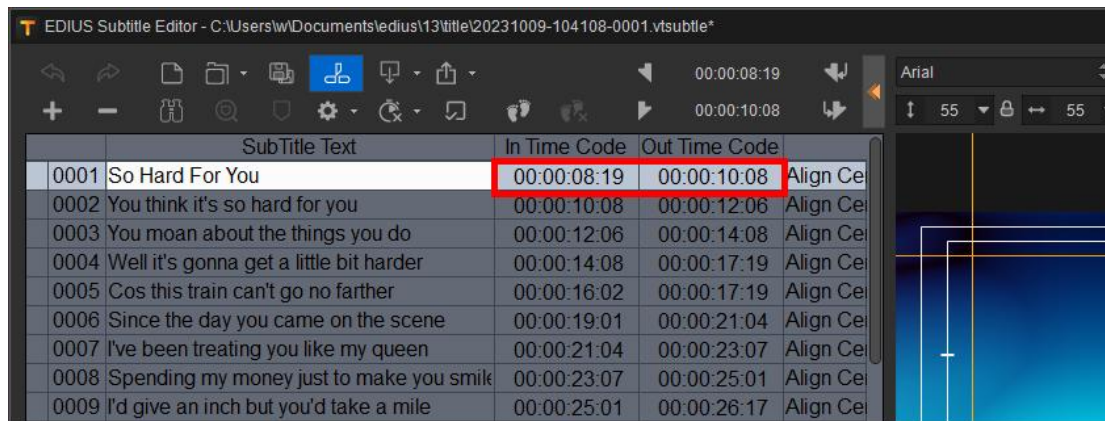 EDIUS Subtitle Editor - C:\Users\w\Documents\edius\13\title\20231009-104108-0001.vtsubtle*
00:00:08:19
Arial
00:00:10:08
55
55
SubTitle Text In Time Code Out Time Code
0001 So Hard For You 00:00:08:19 00:00:10:08 Align Cer
0002 You think it's so hard for you 00:00:10:08 00:00:12:06 Align Cer
0003 You moan about the things you do 00:00:12:06 00:00:14:08 Align Cer
0004 Well it's gonna get a little bit harder 00:00:14:08 00:00:17:19 Align Cer
0005 Cos this train can't go no farther 00:00:16:02 00:00:17:19 Align Cer
0006 Since the day you came on the scene 00:00:19:01 00:00:21:04 Align Cer
0007 I've been treating you like my queen 00:00:21:04 00:00:23:07 Align Cer
0008 Spending my money just to make you smile 00:00:23:07 00:00:25:01 Align Cer
0009 I'd give an inch but you'd take a mile 00:00:25:01 00:00:26:17 Align Cer